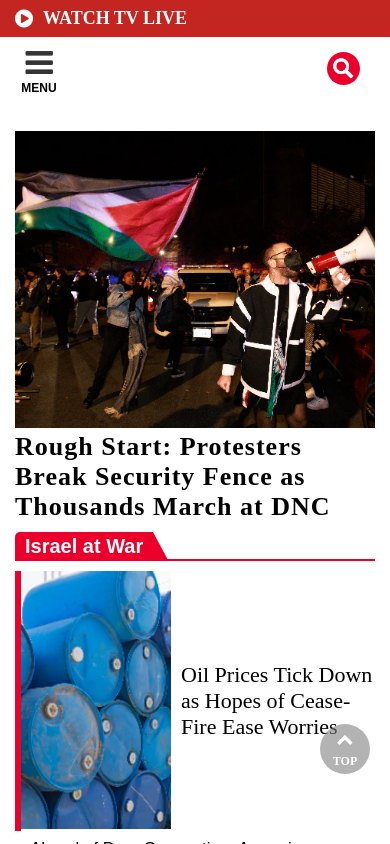 WATCH TV LIVE
MENU
Rough Start: Protesters
Break Security Fence as
Thousands March at DNC
Israel at War
Oil Prices Tick Down
as Hopes of Cease-
Fire Ease Worries
TOP